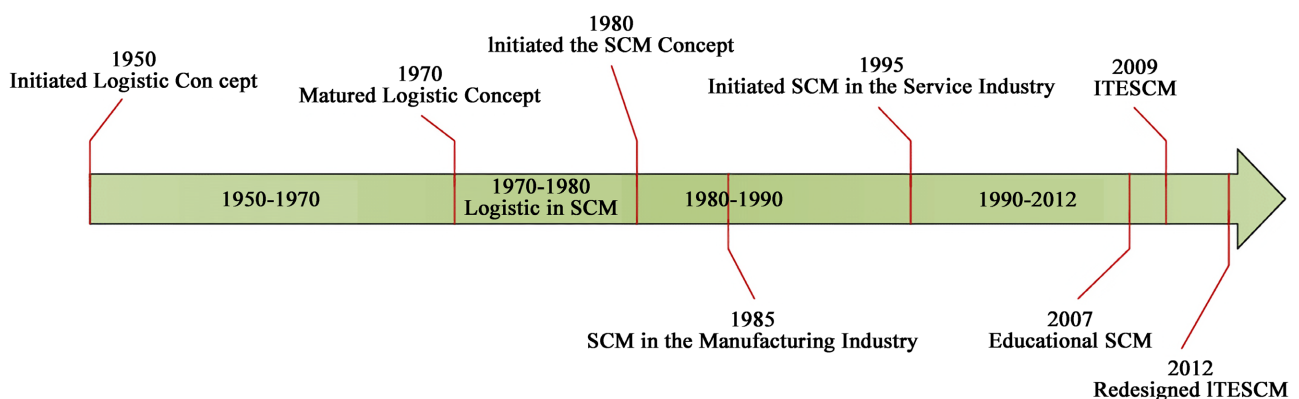 1950
Initiated Logistic Con cept
1970
Matured Logistic Concept
1980
Initiated the SCM Concept
1995
Initiated SCM in the Service Industry
2009
ITESCM
1950-1970
1970-1980
Logistic in SCM
1980-1990
1990-2012
1985
SCM in the Manufacturing Industry
2007
Educational SCM
2012
Redesigned ITESCM